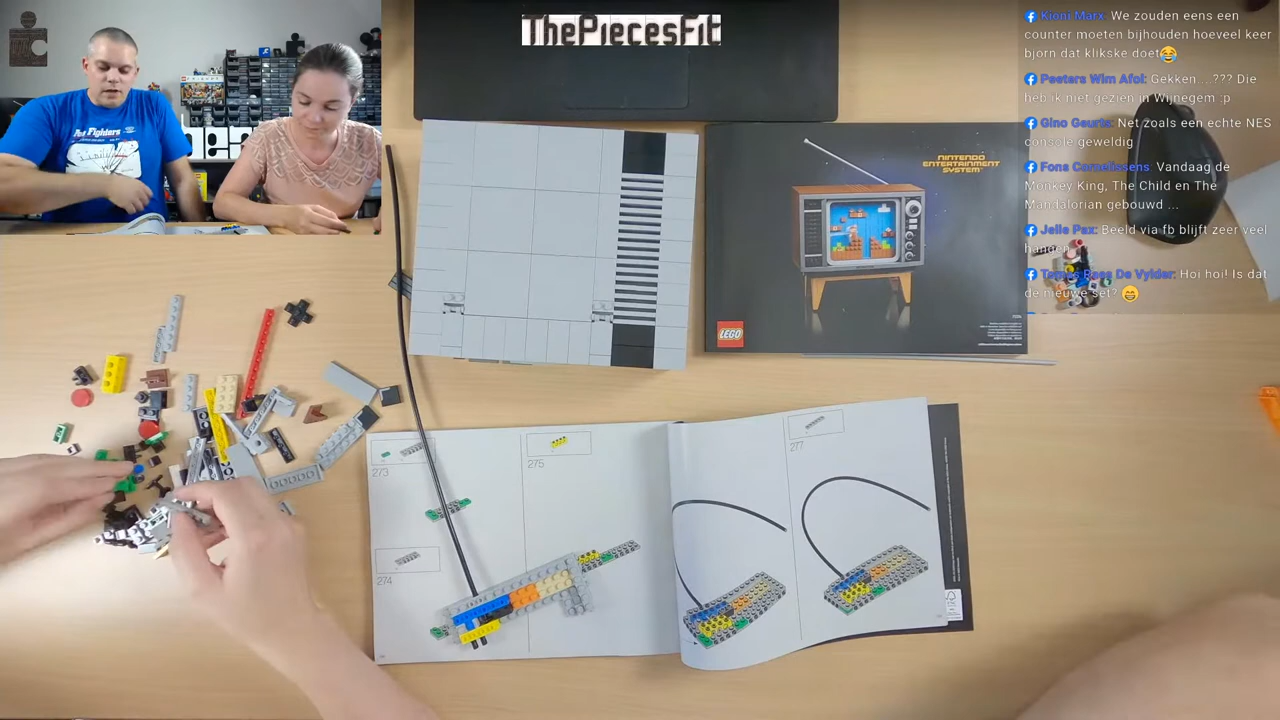 ThePiecesFit
NINTENDO
ENTERTAINMENT
SYSTEM
LEGO
273
274
275
277
Kioni Marx: We zouden eens een
counter moeten bijhouden hoeveel keer
bjorn dat klikske doet😂
Peeters Wim Afol: Gekken ...??? Die
heb ik niet gezien in Wijnegem :p
Gino Geurts: Net zoals een echte NES
console geweldig
Fons Cornelissens: Vandaag de
Monkey King, The Child en The
Mandalorian gebouwd ...
Jelle Pax: Beeld via fb blijft zeer veel
hangen
De Vylder: Hoi hoi! Is dat
de nieuwe set?😁